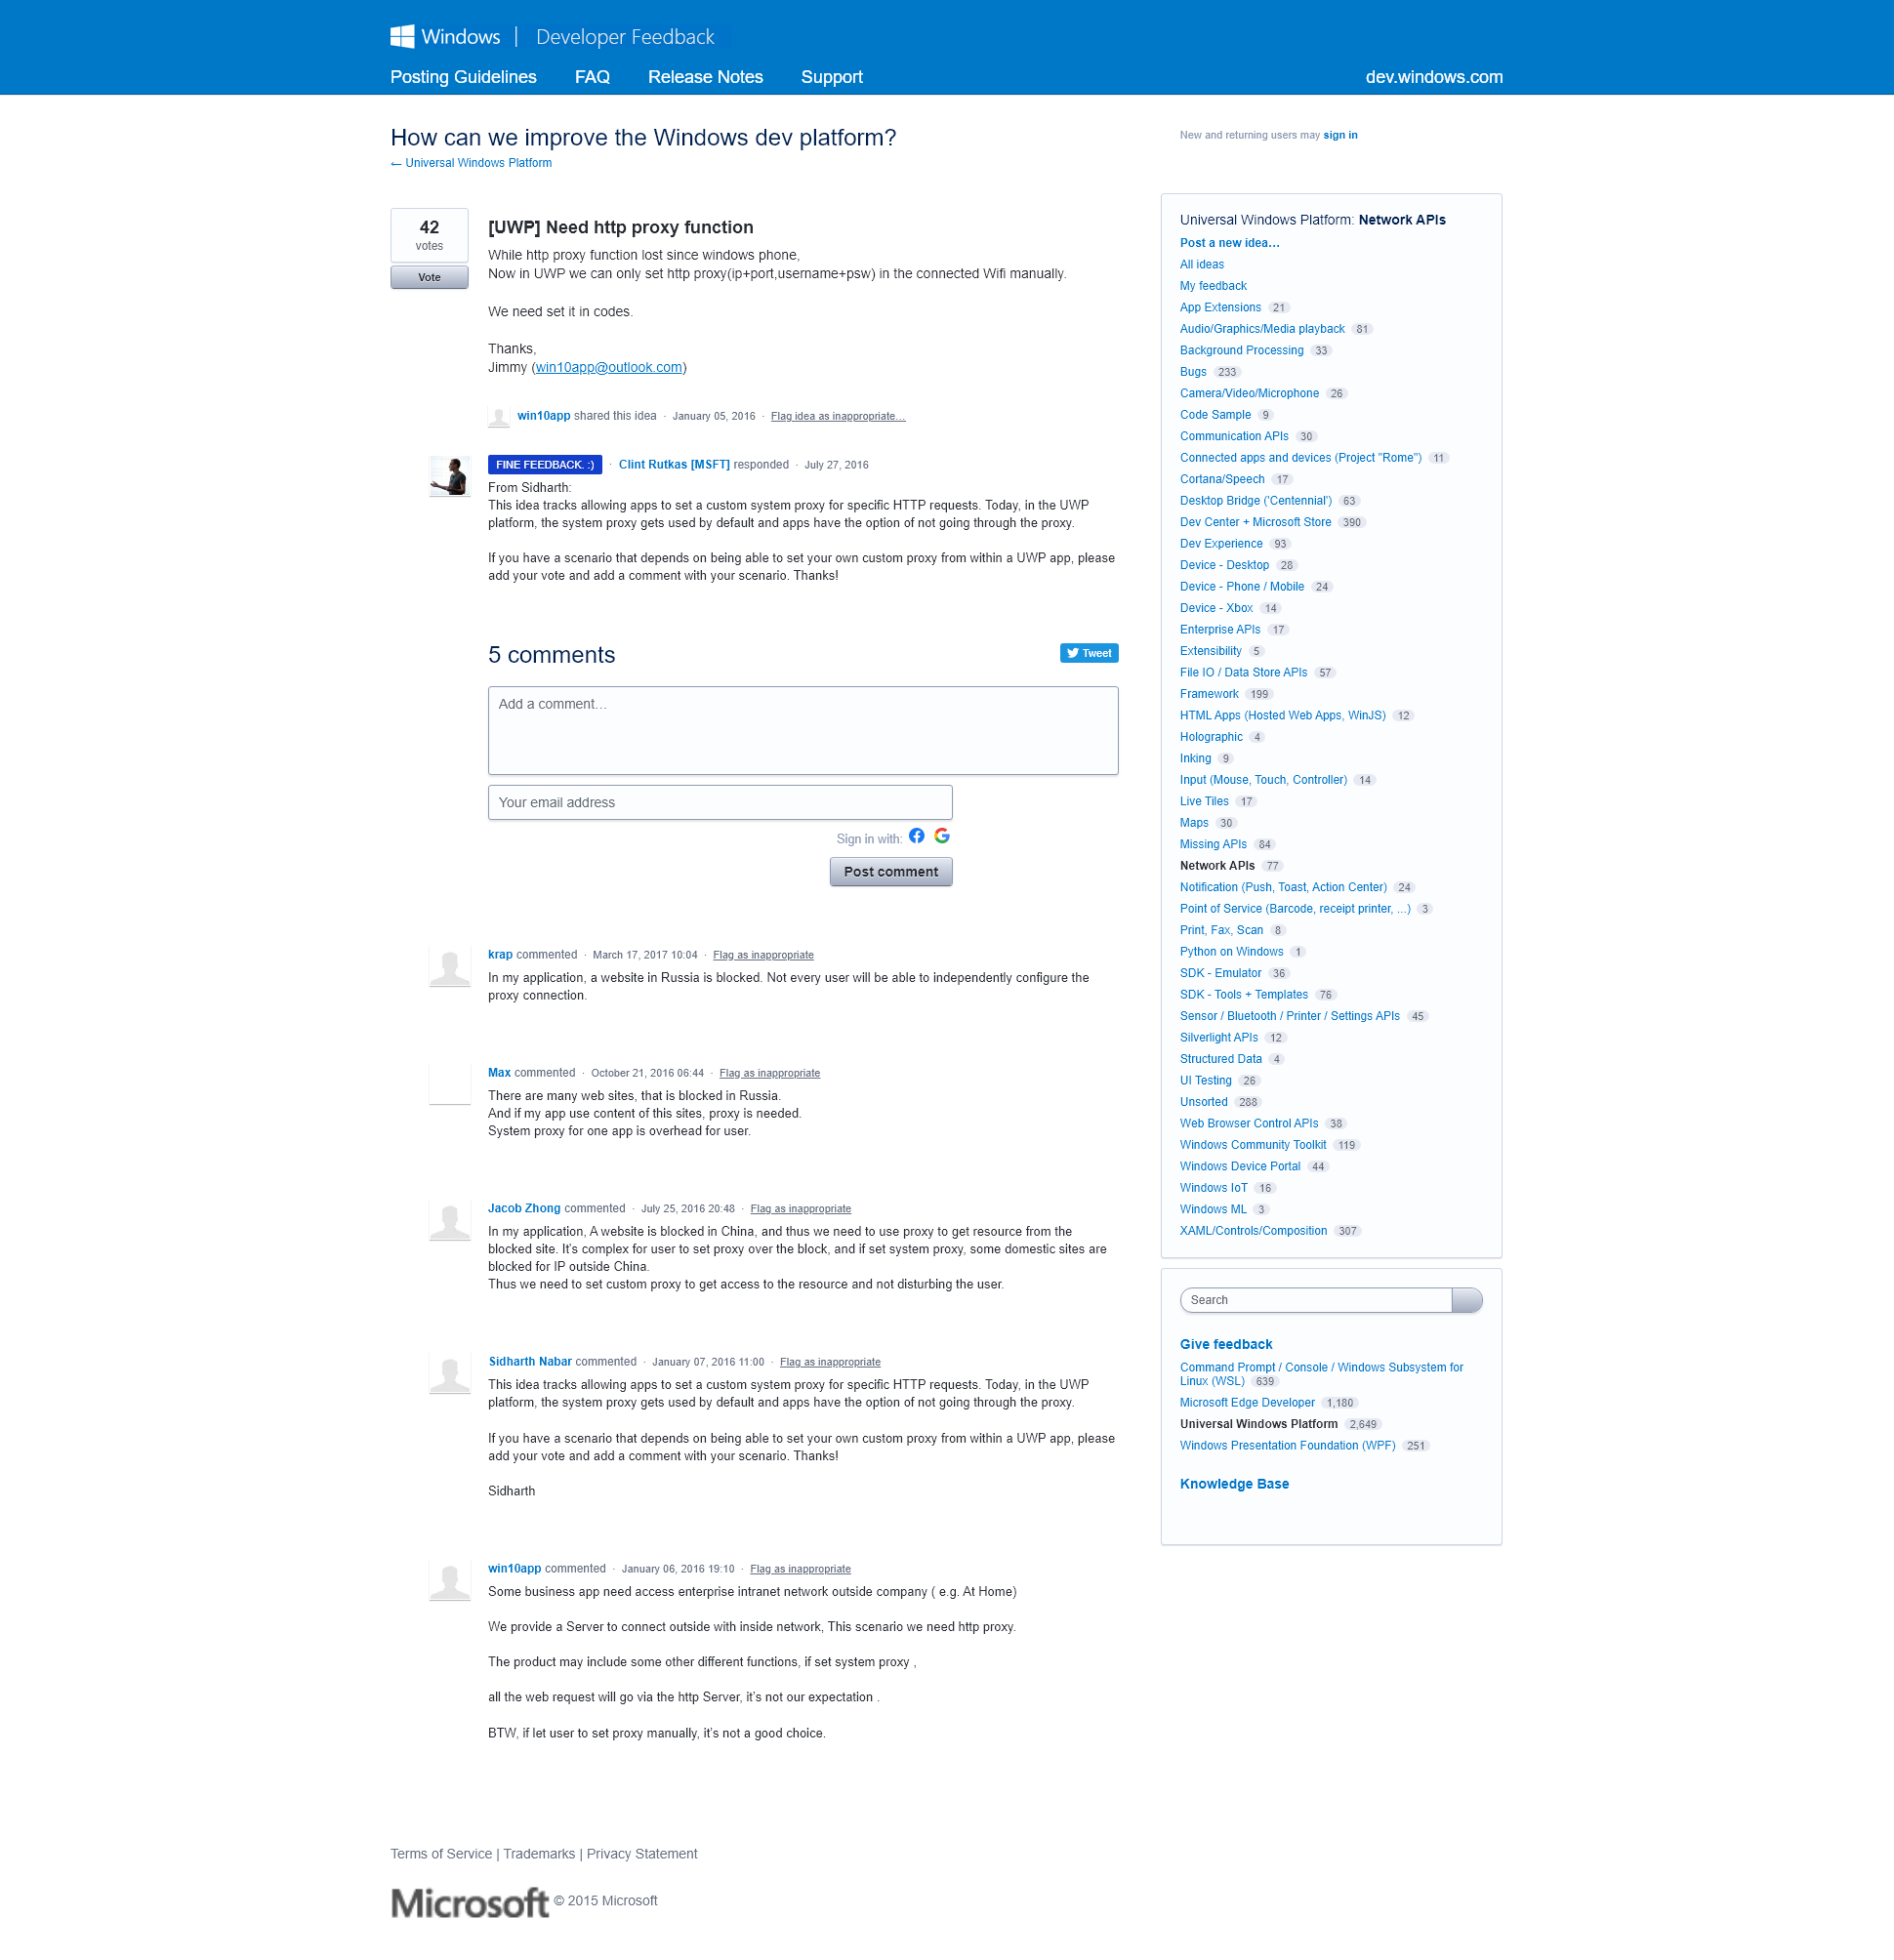 Windows | Developer Feedback
Posting Guidelines FAQ Release Notes Support dev.windows.com
How can we improve the Windows dev platform?
← Universal Windows Platform
New and returning users may sign in
42
votes
Vote
[UWP] Need http proxy function
While http proxy function lost since windows phone,
Now in UWP we can only set http proxy(ip+port,username+psw) in the connected Wifi manually.
We need set it in codes.
Thanks,
Jimmy (win10app@outlook.com)
win10app shared this idea · January 05, 2016 · Flag idea as inappropriate…
FINE FEEDBACK. :) · Clint Rutkas [MSFT] responded · July 27, 2016
From Sidharth:
This idea tracks allowing apps to set a custom system proxy for specific HTTP requests. Today, in the UWP
platform, the system proxy gets used by default and apps have the option of not going through the proxy.
If you have a scenario that depends on being able to set your own custom proxy from within a UWP app, please
add your vote and add a comment with your scenario. Thanks!
5 comments
Tweet
Add a comment…
Your email address
Sign in with:
Post comment
krap commented · March 17, 2017 10:04 · Flag as inappropriate
In my application, a website in Russia is blocked. Not every user will be able to independently configure the
proxy connection.
Max commented · October 21, 2016 06:44 · Flag as inappropriate
There are many web sites, that is blocked in Russia.
And if my app use content of this sites, proxy is needed.
System proxy for one app is overhead for user.
Jacob Zhong commented · July 25, 2016 20:48 · Flag as inappropriate
In my application, A website is blocked in China, and thus we need to use proxy to get resource from the
blocked site. It's complex for user to set proxy over the block, and if set system proxy, some domestic sites are
blocked for IP outside China.
Thus we need to set custom proxy to get access to the resource and not disturbing the user.
Sidharth Nabar commented · January 07, 2016 11:00 · Flag as inappropriate
This idea tracks allowing apps to set a custom system proxy for specific HTTP requests. Today, in the UWP
platform, the system proxy gets used by default and apps have the option of not going through the proxy.
If you have a scenario that depends on being able to set your own custom proxy from within a UWP app, please
add your vote and add a comment with your scenario. Thanks!
Sidharth
win10app commented · January 06, 2016 19:10 · Flag as inappropriate
Some business app need access enterprise intranet network outside company ( e.g. At Home)
We provide a Server to connect outside with inside network, This scenario we need http proxy.
The product may include some other different functions, if set system proxy ,
all the web request will go via the http Server, it's not our expectation .
BTW, if let user to set proxy manually, it's not a good choice.
Universal Windows Platform: Network APIs
Post a new idea…
All ideas
My feedback
App Extensions 21
Audio/Graphics/Media playback 81
Background Processing 33
Bugs 233
Camera/Video/Microphone 26
Code Sample 9
Communication APIs 30
Connected apps and devices (Project "Rome") 11
Cortana/Speech 17
Desktop Bridge ('Centennial') 63
Dev Center + Microsoft Store 390
Dev Experience 93
Device - Desktop 28
Device - Phone / Mobile 24
Device - Xbox 14
Enterprise APIs 17
Extensibility 5
File IO / Data Store APIs 57
Framework 199
HTML Apps (Hosted Web Apps, WinJS) 12
Holographic 4
Inking 9
Input (Mouse, Touch, Controller) 14
Live Tiles 17
Maps 30
Missing APIs 84
Network APIs 77
Notification (Push, Toast, Action Center) 24
Point of Service (Barcode, receipt printer, ...) 3
Print, Fax, Scan 8
Python on Windows 1
SDK - Emulator 36
SDK - Tools + Templates 76
Sensor / Bluetooth / Printer / Settings APIs 45
Silverlight APIs 12
Structured Data 4
UI Testing 26
Unsorted 288
Web Browser Control APIs 38
Windows Community Toolkit 119
Windows Device Portal 44
Windows IoT 16
Windows ML 3
XAML/Controls/Composition 307
Search
Give feedback
Command Prompt / Console / Windows Subsystem for
Linux (WSL) 639
Microsoft Edge Developer 1,180
Universal Windows Platform 2,649
Windows Presentation Foundation (WPF) 251
Knowledge Base
Terms of Service | Trademarks | Privacy Statement
Microsoft © 2015 Microsoft